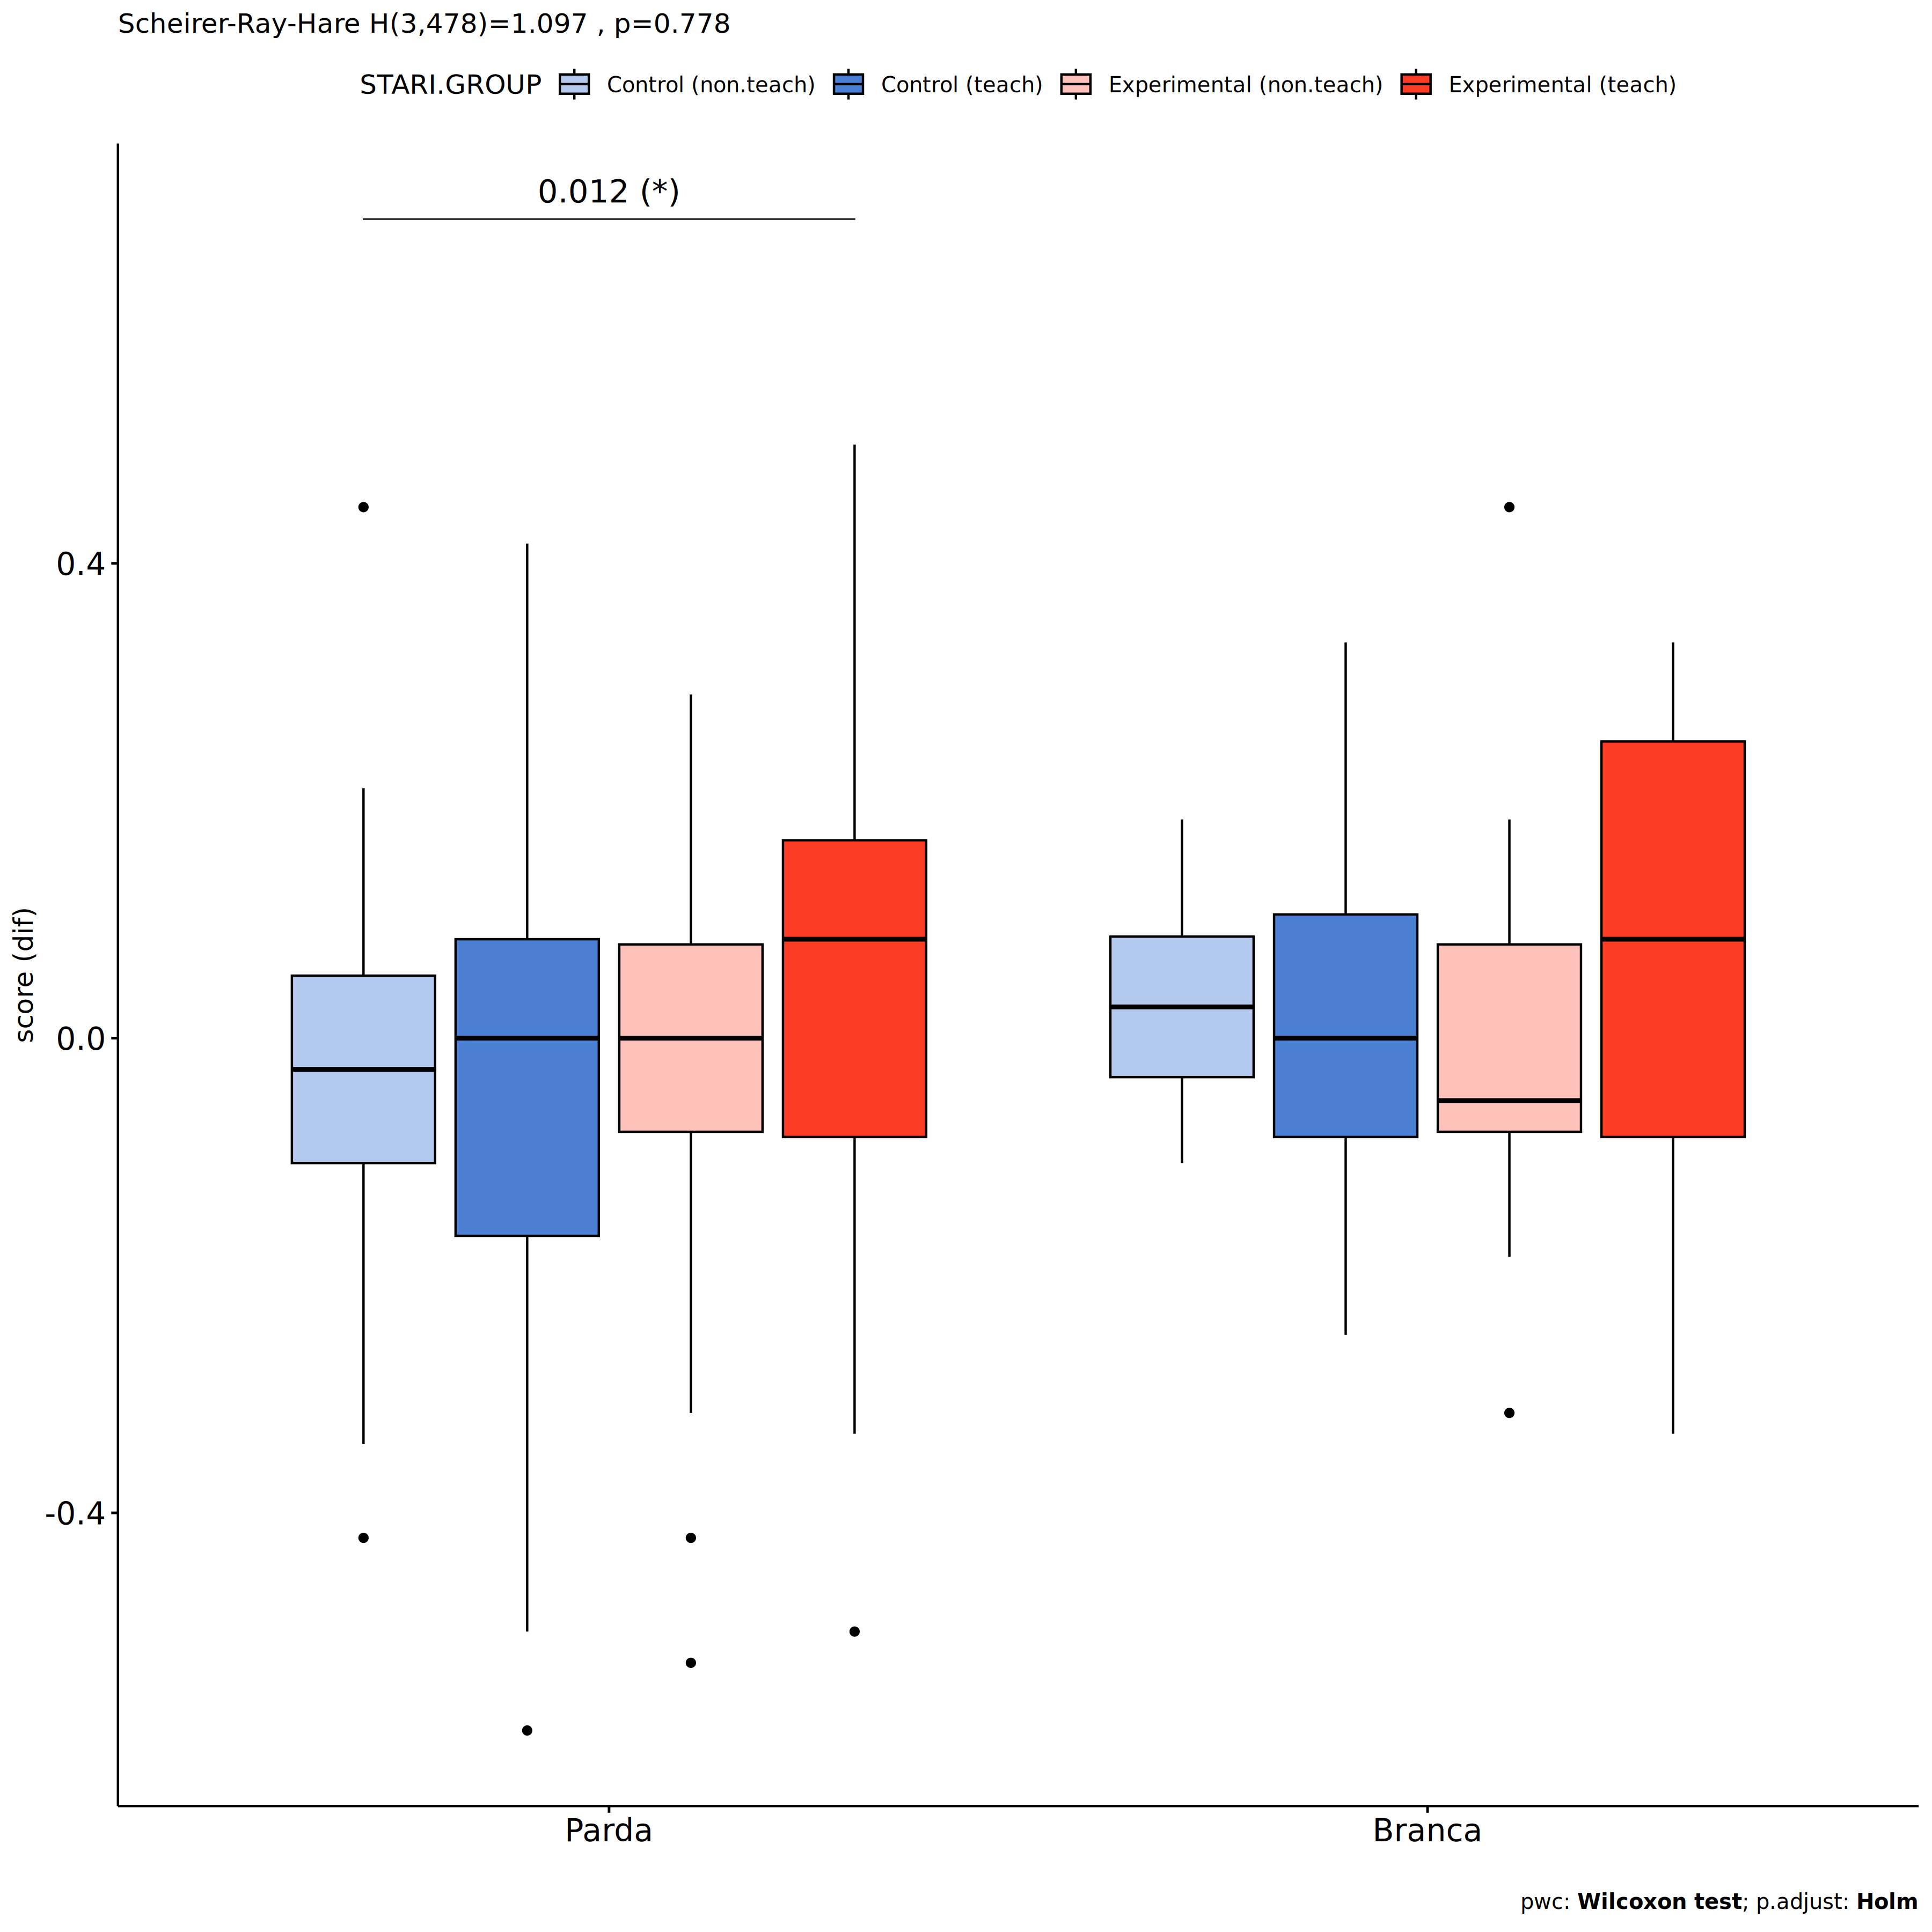 Scheirer-Ray-Hare H(3,478)=1.097 , p=0.778
STARI.GROUP Control (non.teach) Control (teach) Experimental (non.teach) Experimental (teach)
0.012 (*)
0.4
0.0
-0.4
score (dif)
Parda Branca
pwc: Wilcoxon test; p.adjust: Holm